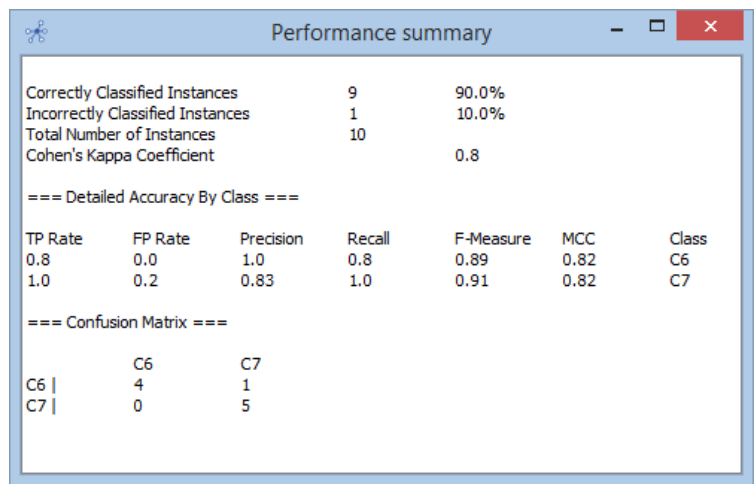 Performance summary
Correctly Classified Instances 9 90.0%
Incorrectly Classified Instances 1 10.0%
Total Number of Instances 10
Cohen's Kappa Coefficient 0.8
=== Detailed Accuracy By Class ===
TP Rate FP Rate Precision Recall F-Measure MCC Class
0.8 0.0 1.0 0.8 0.89 0.82 C6
1.0 0.2 0.83 1.0 0.91 0.82 C7
=== Confusion Matrix ===
C6 C7
C6 | 4 1
C7 | 0 5